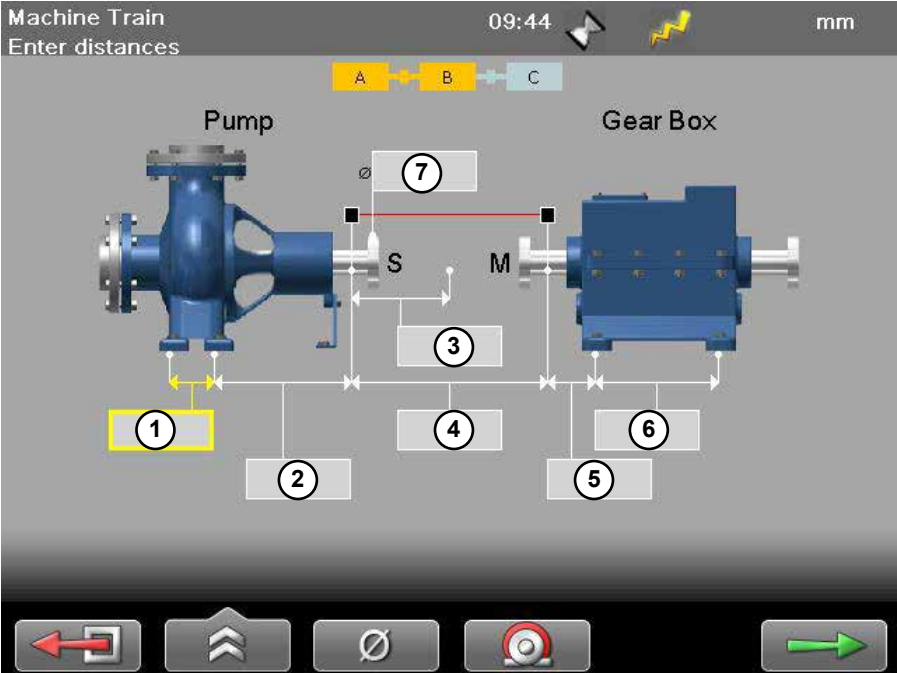 Machine Train
09:44
mm
Enter distances
A
B
C
Pump
Gear Box
Ø
7
S
M
3
1
4
6
2
5
Ø